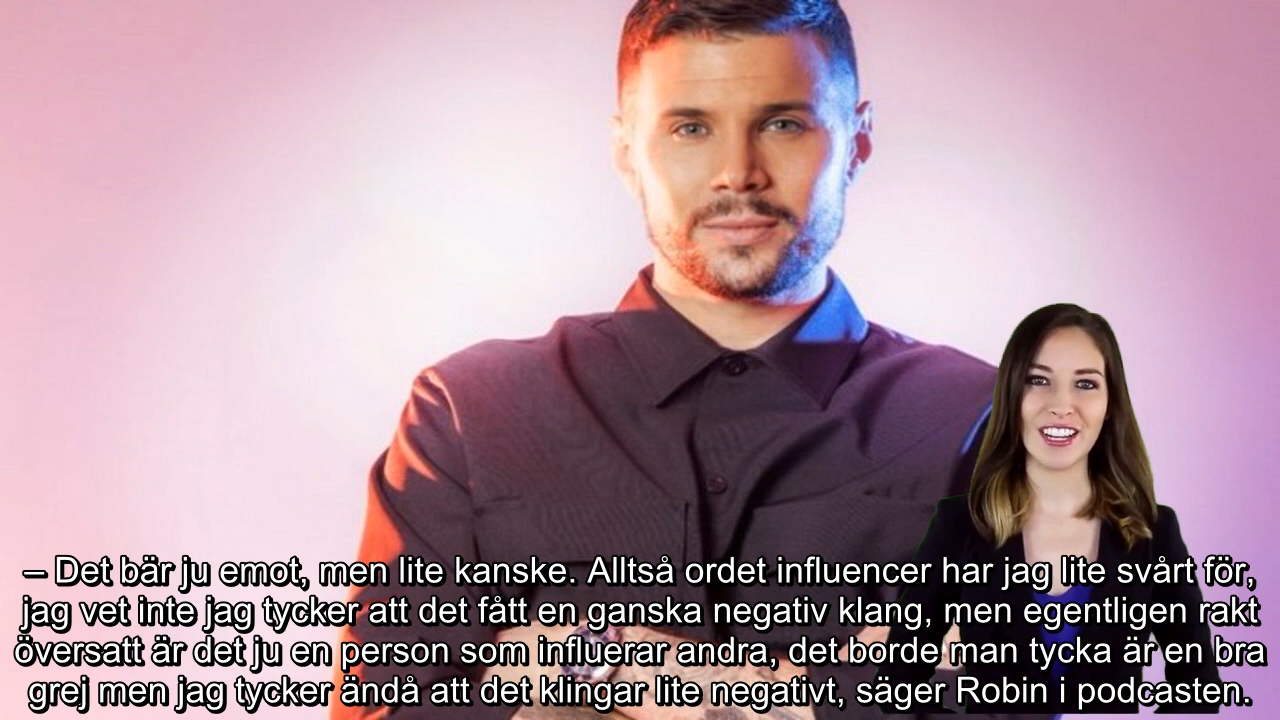 – Det bär ju emot, men lite kanske. Alltså ordet influencer har jag lite svårt för,
jag vet inte jag tycker att det fått en ganska negativ klang, men egentligen rakt
översatt är det ju en person som influerar andra, det borde man tycka är en bra
grej men jag tycker ändå att det klingar lite negativt, säger Robin i podcasten.